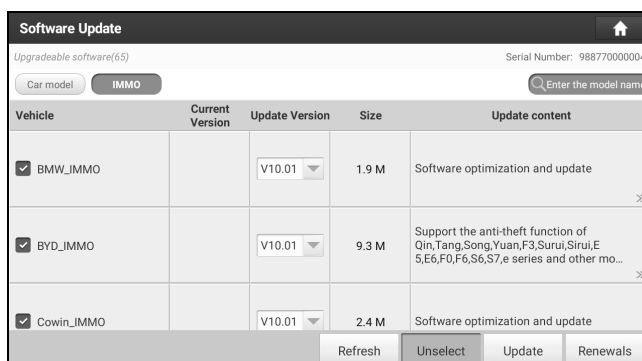 Software Update
Upgradeable software(65)
Serial Number: 98877000004
Car model
IMMO
Enter the model name
Vehicle
Current
Version
Update Version
Size
Update content
BMW_IMMO
V10.01
1.9 M
Software optimization and update
BYD_IMMO
V10.01
9.3 M
Support the anti-theft function of
Qin,Tang,Song,Yuan,F3,Surui,Sirui,E
5,E6,F0,F6,S6,S7,e series and other mo...
Cowin_IMMO
V10.01
2.4 M
Software optimization and update
Refresh
Unselect
Update
Renewals